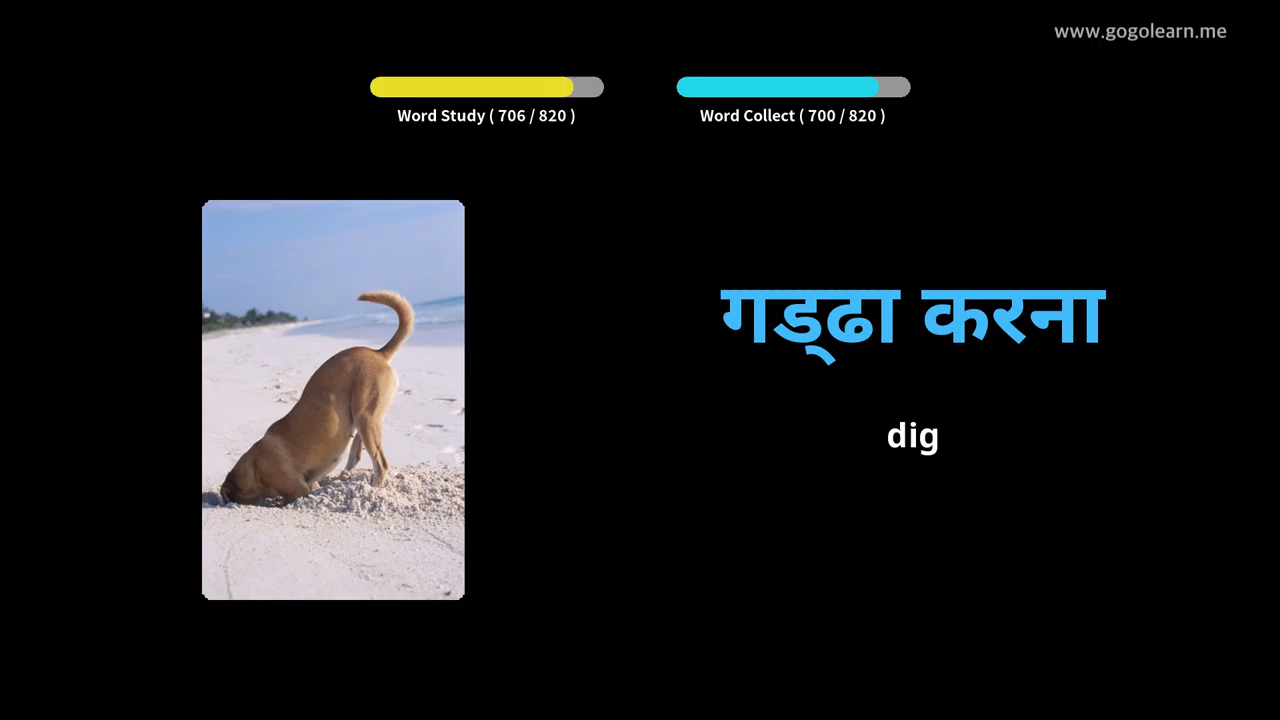 www.gogolearn.me
Word Study ( 706 / 820 )
Word Collect ( 700 / 820 )
गड्ढा करना
dig